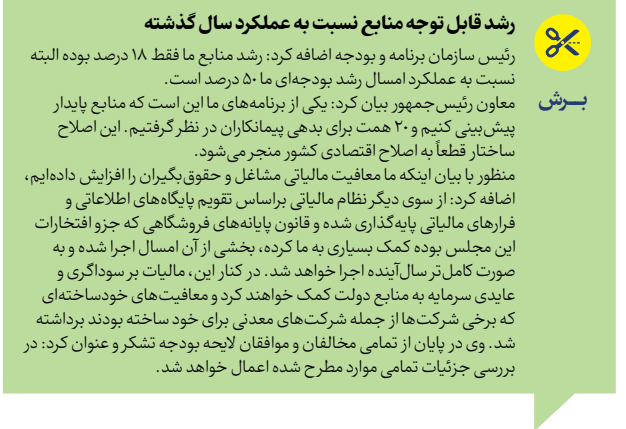 رشد قابل توجه منابع نسبت به عملکرد سال گذشته
رئیس سازمان برنامه و بودجه اضافه کرد: رشد منابع ما فقط ۱۸ درصد بوده البته
نسبت به عملکرد امسال رشد بودجه‌ای ما ۵۰ درصد است.
معاون رئیس‌جمهور بیان کرد: یکی از برنامه‌های ما این است که منابع پایدار
پیش‌بینی کنیم و ۲۰ همت برای بدهی پیمانکاران در نظر گرفتیم. این اصلاح
ساختار قطعاً به اصلاح اقتصادی کشور منجر می‌شود.
منظور با بیان اینکه ما معافیت مالیاتی مشاغل و حقوق‌بگیران را افزایش داده‌ایم،
اضافه کرد: از سوی دیگر نظام مالیاتی براساس تقویم پایگاه‌های اطلاعاتی و
فرارهای مالیاتی پایه‌گذاری شده و قانون پایانه‌های فروشگاهی که جزو افتخارات
این مجلس بوده کمک بسیاری به ما کرده، بخشی از آن امسال اجرا شده و به
صورت کامل‌تر سال‌آینده اجرا خواهد شد. در کنار این، مالیات بر سوداگری و
عایدی سرمایه به منابع دولت کمک خواهند کرد و معافیت‌های خودساخته‌ای
که برخی شرکت‌ها از جمله شرکت‌های معدنی برای خود ساخته بودند برداشته
شد. وی در پایان از تمامی مخالفان و موافقان لایحه بودجه تشکر و عنوان کرد: در
بررسی جزئیات تمامی موارد مطرح شده اعمال خواهد شد.
بـرش